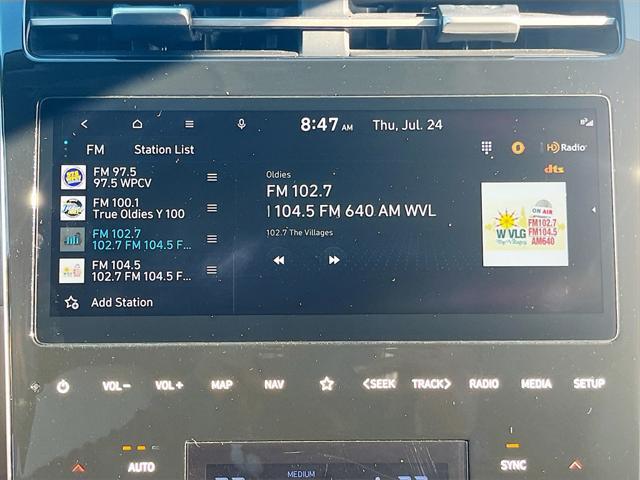 8:47 AM Thu, Jul. 24
FM Station List
HD Radio
dts
FM 97.5
97.5 WPCV
FM 100.1
True Oldies Y 100
FM 102.7
102.7 FM 104.5 F...
FM 104.5
102.7 FM 104.5 F...
Add Station
Oldies
FM 102.7
| 104.5 FM 640 AM WVL
102.7 The Villages
ON AIR
W VLG
FM102.7
FM104.5
AM640
VOL− VOL+ MAP NAV <SEEK TRACK> RADIO MEDIA SETUP
AUTO
MEDIUM
SYNC